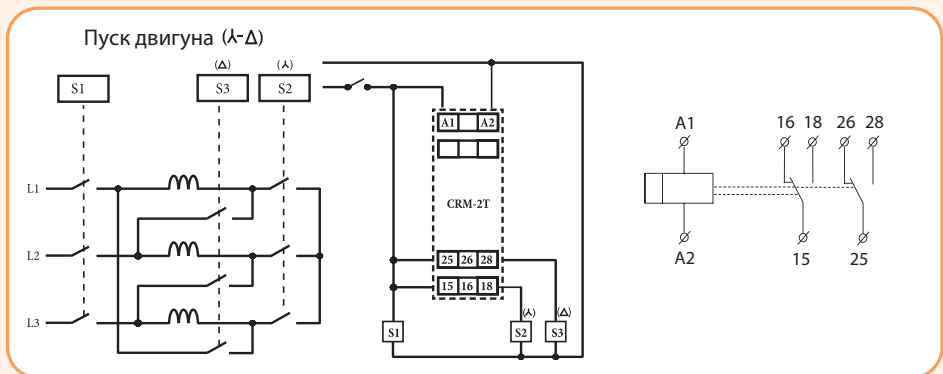 Пуск двигуна (⅄-Δ)
(Δ) (⅄)
S1 S3 S2
A1 A2
CRM-2T
L1
L2
L3
25 26 28
15 16 18
(⅄) (Δ)
S1 S2 S3
A1 16 18 26 28
A2 15 25